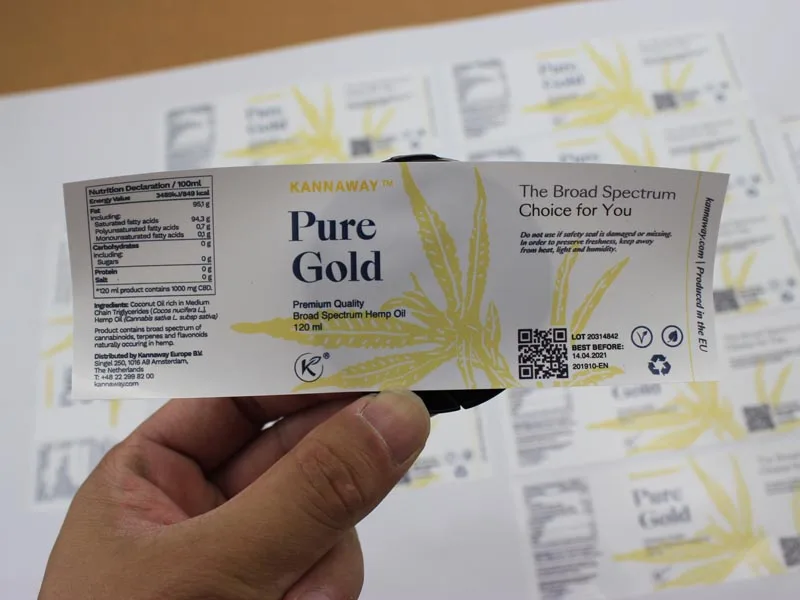 Nutrition Declaration / 100ml
Energy Value 3489kJ/849 kcal
Fat 95,1 g
Including:
Saturated fatty acids 94,3 g
Polyunsaturated fatty acids 0,7 g
Monounsaturated fatty acids 0,1 g
Carbohydrates 0 g
Including:
Sugars 0 g
Protein 0 g
Salt 0 g
*120 ml product contains 1000 mg CBD.
Ingredients: Coconut Oil rich in Medium
Chain Triglycerides (Cocos nucifera L.),
Hemp Oil (Cannabis sativa L. subsp sativa)
Product contains broad spectrum of
cannabinoids, terpenes and flavonoids
naturally occuring in hemp.
Distributed by Kannaway Europe B.V.
Singel 250, 1016 AB Amsterdam,
The Netherlands
T: +48 22 299 82 00
kannaway.com
KANNAWAY™
Pure
Gold
Premium Quality
Broad Spectrum Hemp Oil
120 ml
K®
The Broad Spectrum
Choice for You
Do not use if safety seal is damaged or missing.
In order to preserve freshness, keep away
from heat, light and humidity.
LOT 20314842
BEST BEFORE:
14.04.2021
201910-EN
V
kannaway.com | Produced in the EU
Pure
Gold
Pure
Gold
Pure
Gold